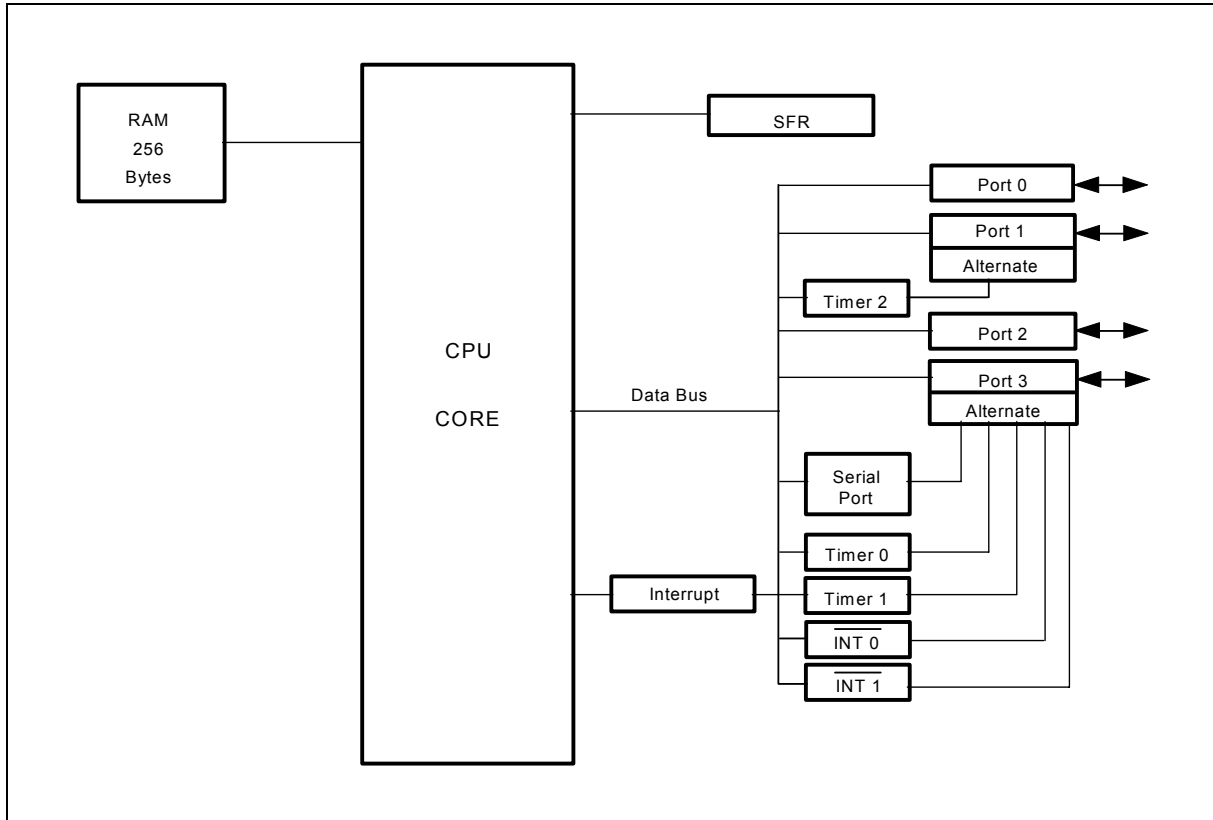 RAM
256
Bytes
CPU
CORE
SFR
Port 0
Port 1
Alternate
Timer 2
Port 2
Port 3
Alternate
Data Bus
Serial
Port
Timer 0
Interrupt
Timer 1
INT 0
INT 1